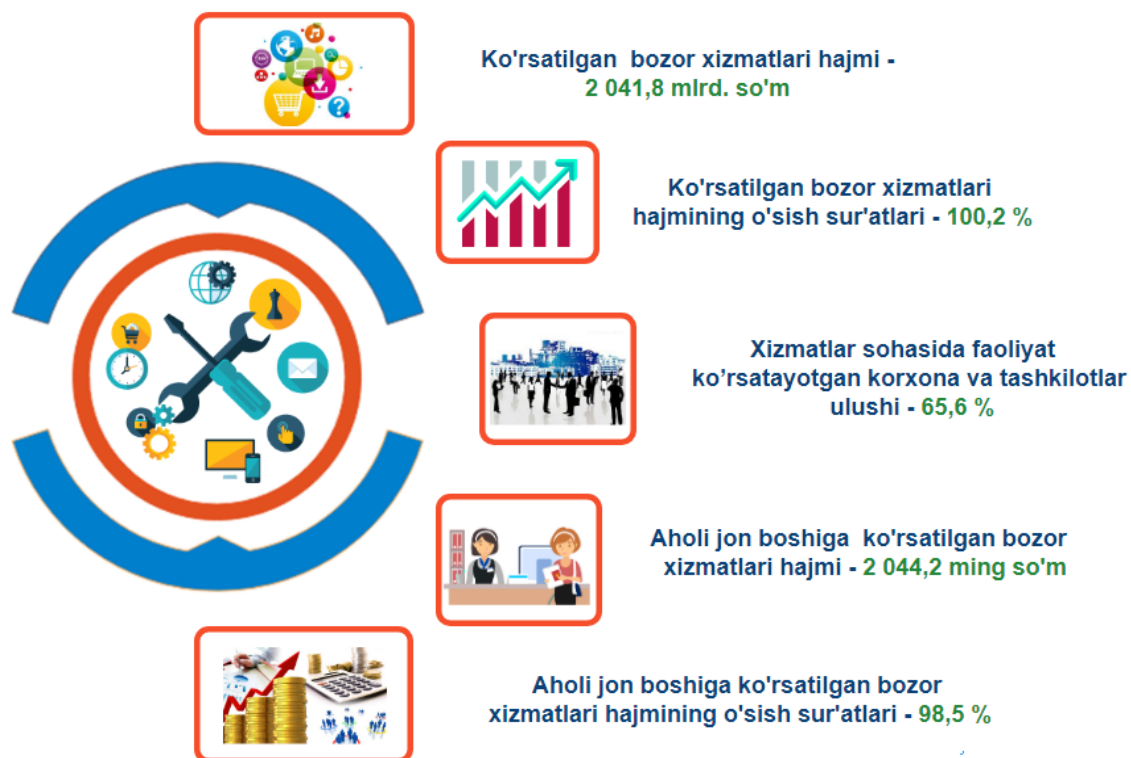 Ko'rsatilgan bozor xizmatlari hajmi -
2 041,8 mlrd. so'm
Ko'rsatilgan bozor xizmatlari
hajmining o'sish sur'atlari - 100,2 %
Xizmatlar sohasida faoliyat
ko’rsatayotgan korxona va tashkilotlar
ulushi - 65,6 %
Aholi jon boshiga ko'rsatilgan bozor
xizmatlari hajmi - 2 044,2 ming so'm
Aholi jon boshiga ko'rsatilgan bozor
xizmatlari hajmining o'sish sur'atlari - 98,5 %